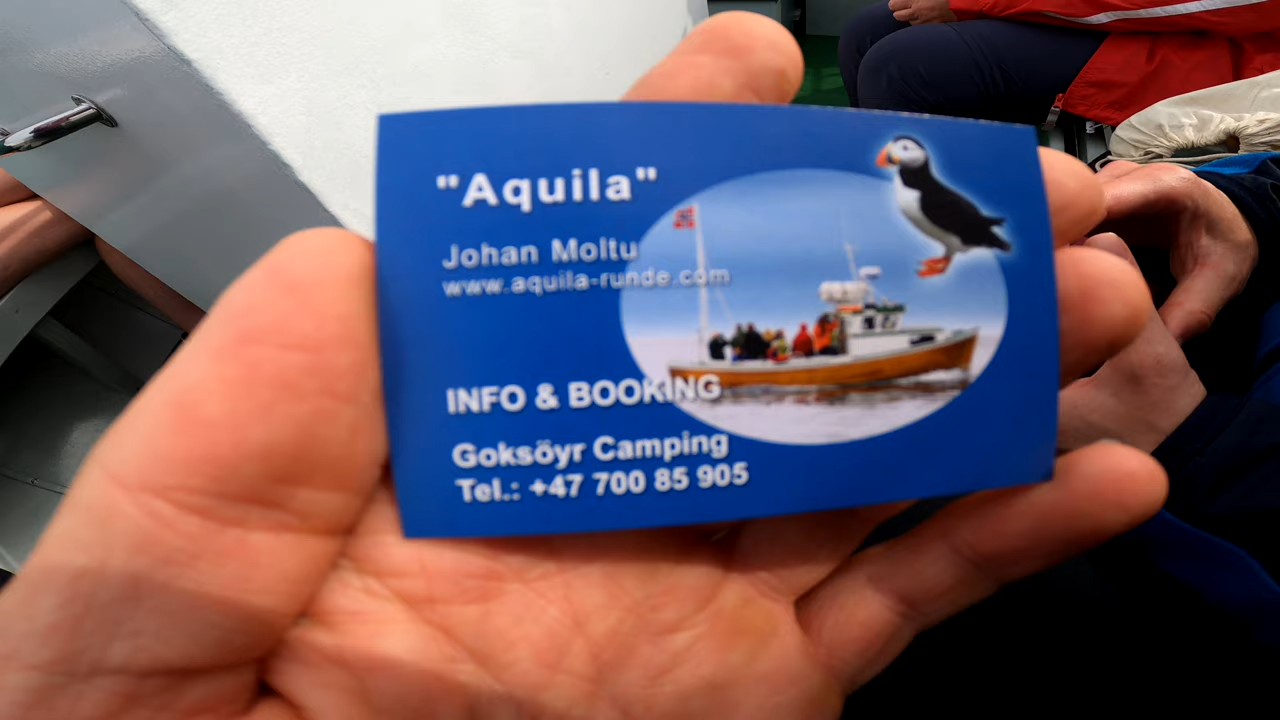 "Aquila"
Johan Moltu
www.aquila-runde.com
INFO & BOOKING
Goksöyr Camping
Tel.: +47 700 85 905